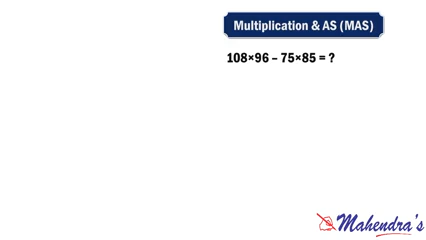 Multiplication & AS (MAS)
108×96 – 75×85 = ?
Mahendra's